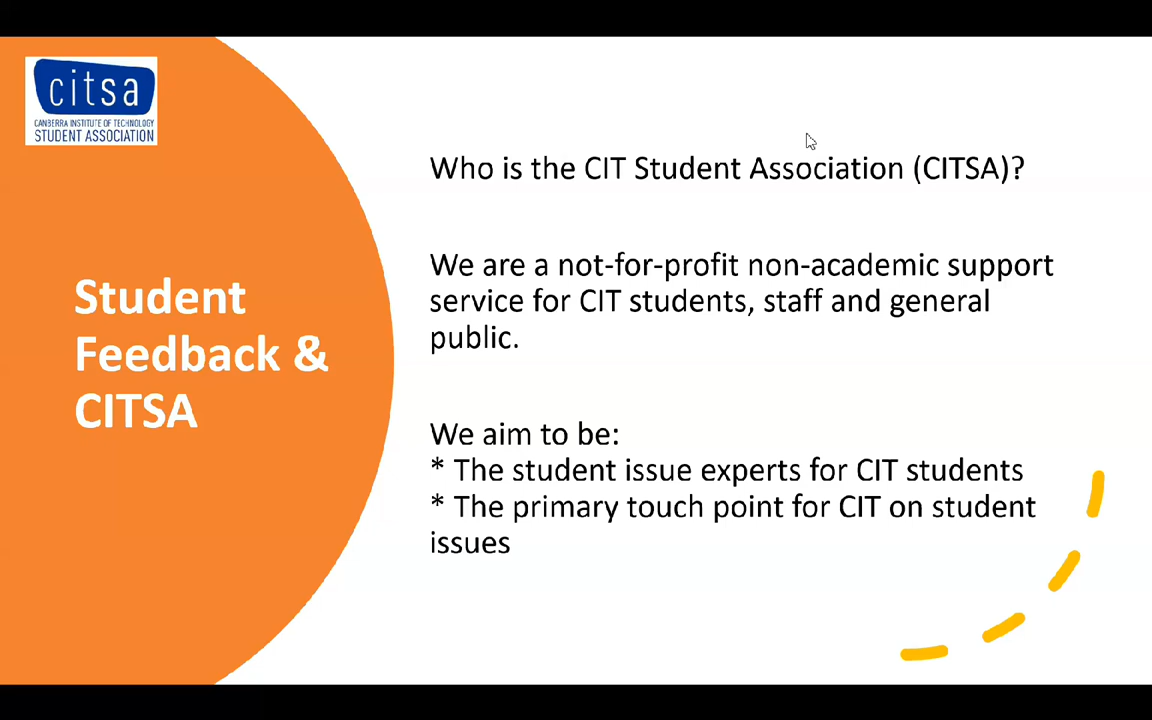 citsa
CANBERRA INSTITUTE OF TECHNOLOGY
STUDENT ASSOCIATION
Student
Feedback &
CITSA
Who is the CIT Student Association (CITSA)?
We are a not-for-profit non-academic support
service for CIT students, staff and general
public.
We aim to be:
* The student issue experts for CIT students
* The primary touch point for CIT on student
issues